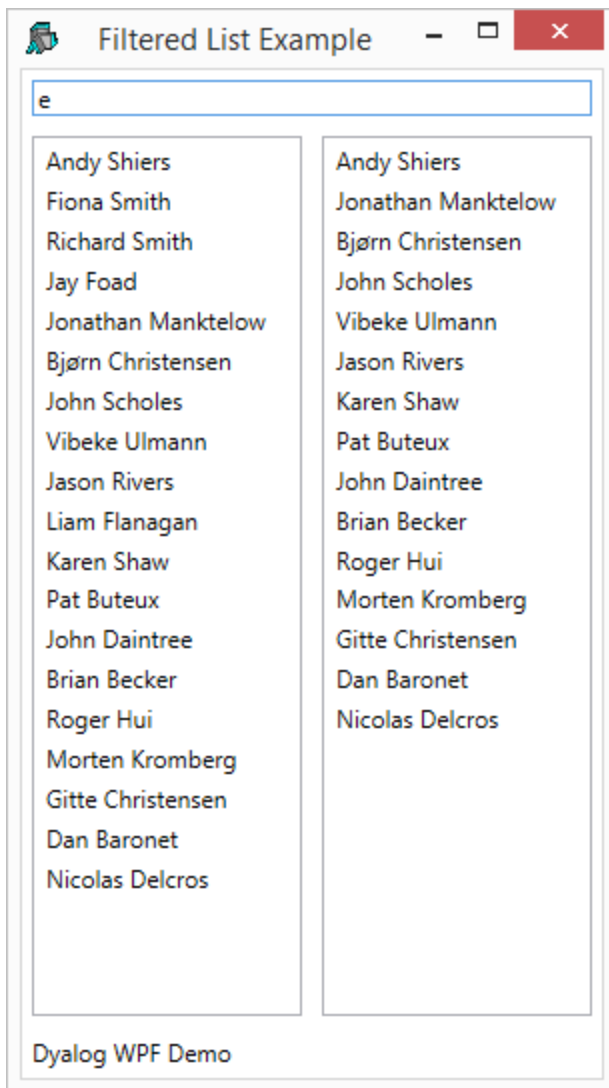 Filtered List Example
e
Andy Shiers
Fiona Smith
Richard Smith
Jay Foad
Jonathan Manktelow
Bjørn Christensen
John Scholes
Vibeke Ulmann
Jason Rivers
Liam Flanagan
Karen Shaw
Pat Buteux
John Daintree
Brian Becker
Roger Hui
Morten Kromberg
Gitte Christensen
Dan Baronet
Nicolas Delcros
Andy Shiers
Jonathan Manktelow
Bjørn Christensen
John Scholes
Vibeke Ulmann
Jason Rivers
Karen Shaw
Pat Buteux
John Daintree
Brian Becker
Roger Hui
Morten Kromberg
Gitte Christensen
Dan Baronet
Nicolas Delcros
Dyalog WPF Demo